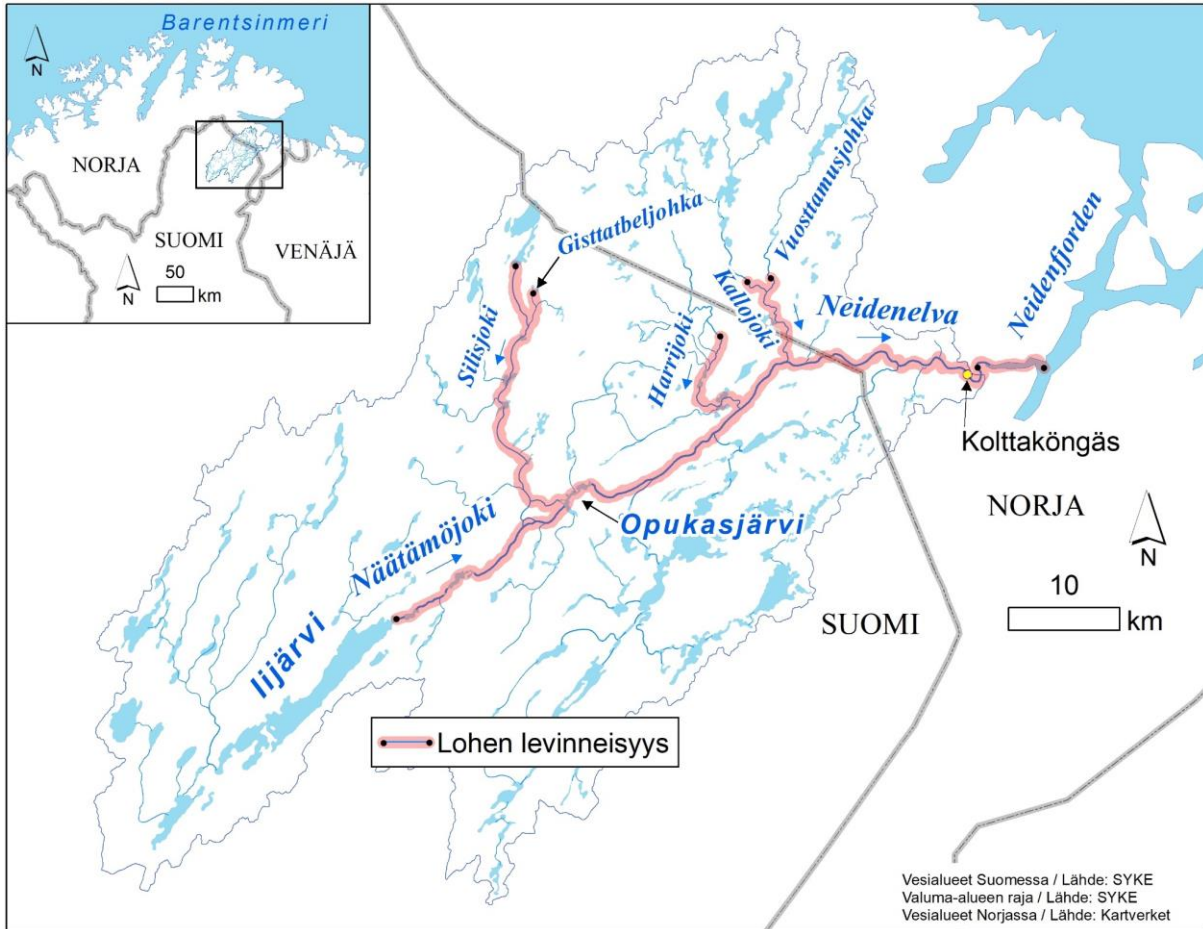 Barentsinmeri
N
NORJA
SUOMI
VENÄJÄ
N
50
km
Gisttatbeljohka
Silisjoki
Harrijoki
Kallojoki
Vuosttamusjohka
Neidenelva
Neidenfjorden
Kolttaköngäs
NORJA
N
10
km
SUOMI
Opukasjärvi
Näätämöjoki
Iijärvi
Lohen levinneisyys
Vesialueet Suomessa / Lähde: SYKE
Valuma-alueen raja / Lähde: SYKE
Vesialueet Norjassa / Lähde: Kartverket